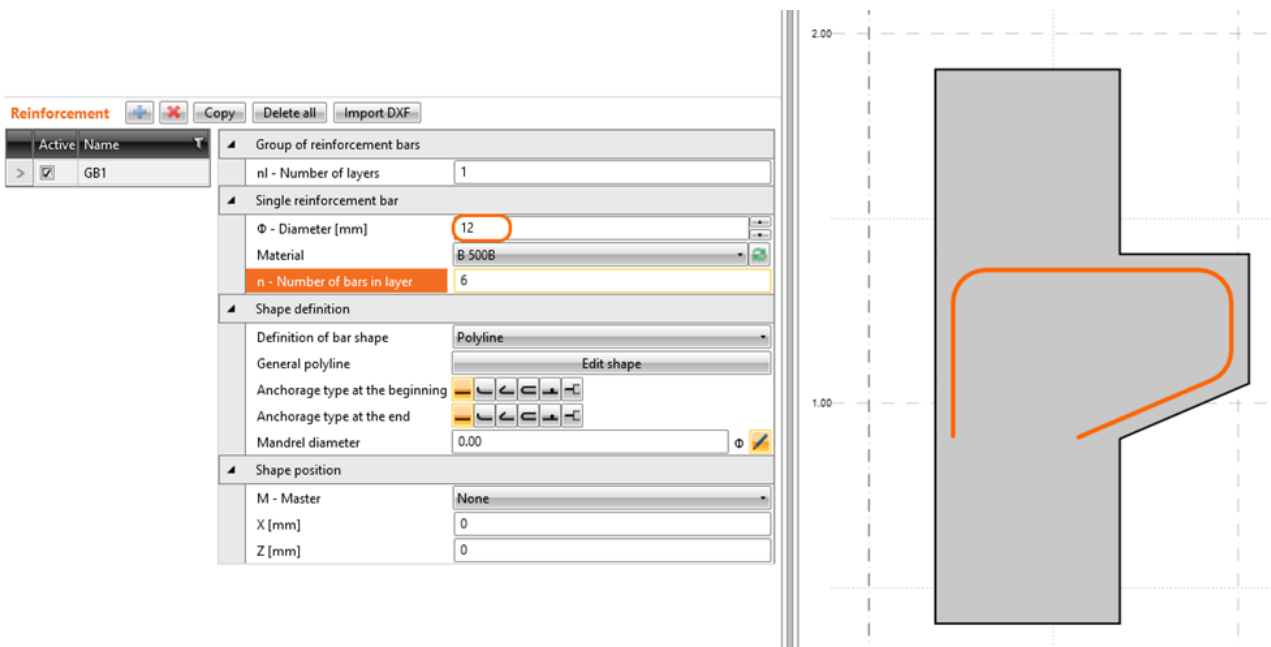 Reinforcement Copy Delete all Import DXF
Active Name
GB1
Group of reinforcement bars
nl - Number of layers 1
Single reinforcement bar
Φ - Diameter [mm] 12
Material B 500B
n - Number of bars in layer 6
Shape definition
Definition of bar shape Polyline
General polyline Edit shape
Anchorage type at the beginning
Anchorage type at the end
Mandrel diameter 0.00 Φ
Shape position
M - Master None
X [mm] 0
Z [mm] 0
2.00
1.00